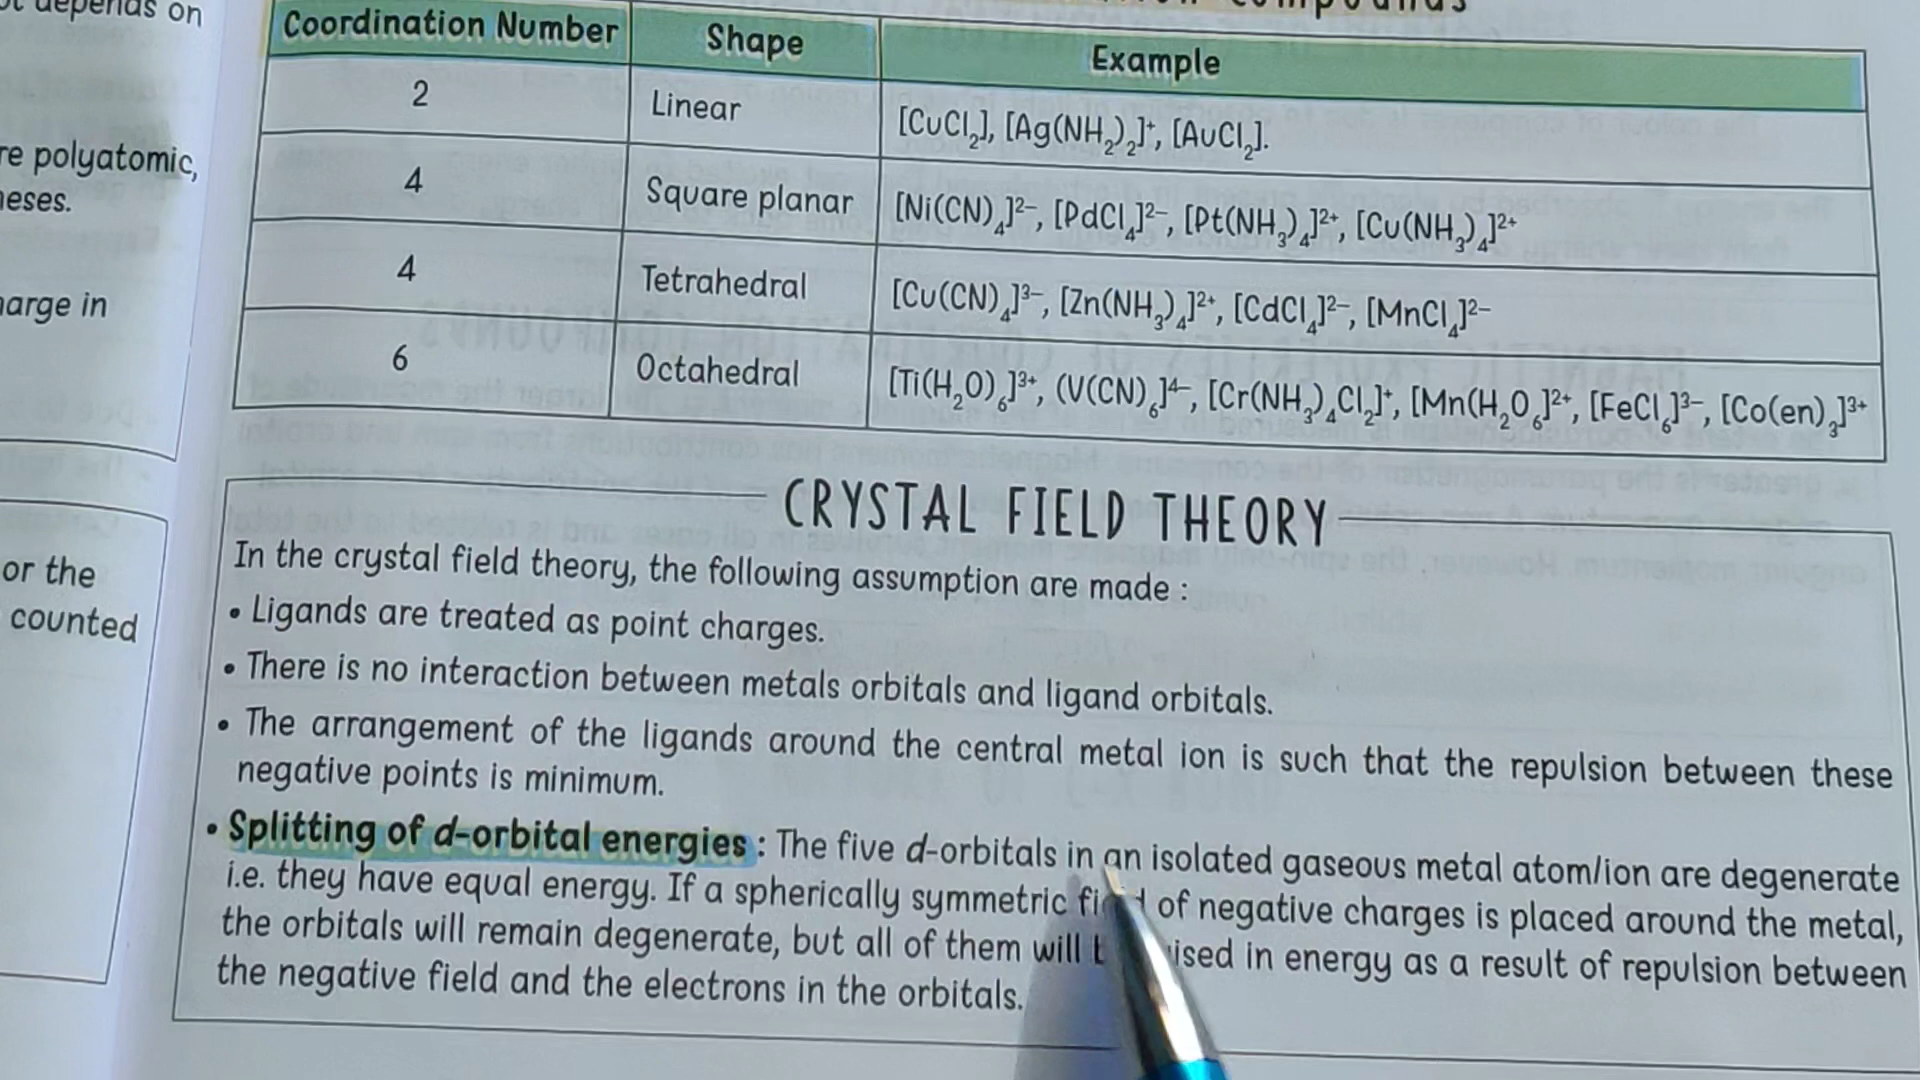 depends on
re polyatomic,
neses.
harge in
or the
counted
Coordination Number Shape Example
2 Linear [CuCl₂], [Ag(NH₂)₂]⁺, [AuCl₂].
4 Square planar [Ni(CN)₄]²⁻, [PdCl₄]²⁻, [Pt(NH₃)₄]²⁺, [Cu(NH₃)₄]²⁺
4 Tetrahedral [Cu(CN)₄]³⁻, [Zn(NH₃)₄]²⁺, [CdCl₄]²⁻, [MnCl₄]²⁻
6 Octahedral [Ti(H₂O)₆]³⁺, (V(CN)₆]⁴⁻, [Cr(NH₃)₄Cl₂]⁺, [Mn(H₂O₆]²⁺, [FeCl₆]³⁻, [Co(en)₃]³⁺
CRYSTAL FIELD THEORY
In the crystal field theory, the following assumption are made :
• Ligands are treated as point charges.
• There is no interaction between metals orbitals and ligand orbitals.
• The arrangement of the ligands around the central metal ion is such that the repulsion between these
negative points is minimum.
• Splitting of d-orbital energies : The five d-orbitals in an isolated gaseous metal atom/ion are degenerate
i.e. they have equal energy. If a spherically symmetric of negative charges is placed around the metal,
the orbitals will remain degenerate, but all of them will in energy as a result of repulsion between
the negative field and the electrons in the orbitals.